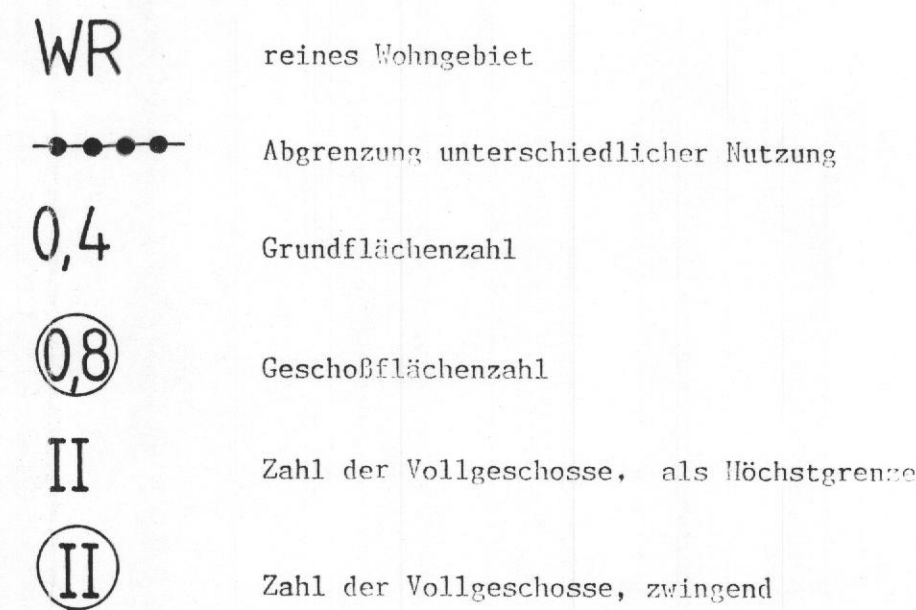 WR reines Wohngebiet
Abgrenzung unterschiedlicher Nutzung
0,4 Grundflächenzahl
0,8 Geschoßflächenzahl
II Zahl der Vollgeschosse, als Höchstgrenze
II Zahl der Vollgeschosse, zwingend